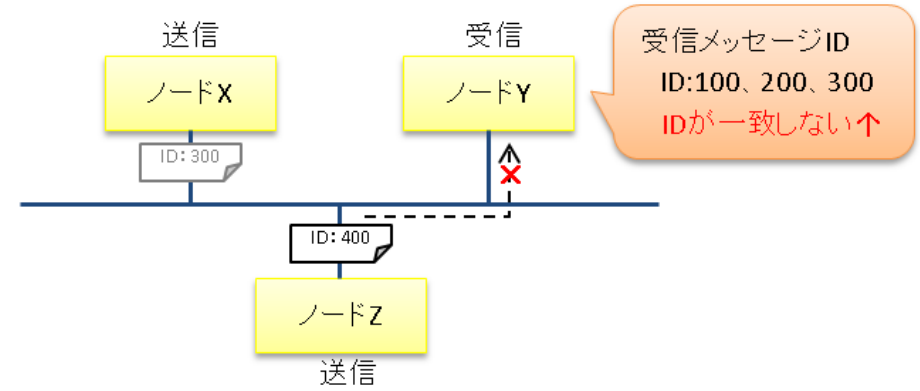 送信
受信
受信メッセージID
ID:100、200、300
IDが一致しない↑
ノードX
ノードY
ID:300
ID:400
ノードZ
送信